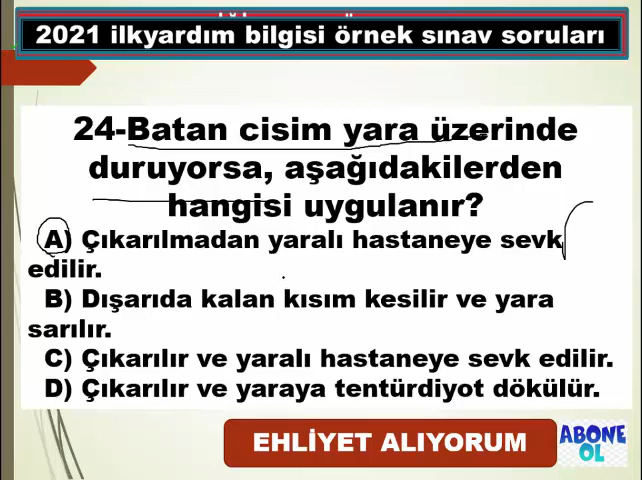 2021 ilkyardım bilgisi örnek sınav soruları
24-Batan cisim yara üzerinde
duruyorsa, aşağıdakilerden
hangisi uygulanır?
A) Çıkarılmadan yaralı hastaneye sevk
edilir.
B) Dışarıda kalan kısım kesilir ve yara
sarılır.
C) Çıkarılır ve yaralı hastaneye sevk edilir.
D) Çıkarılır ve yaraya tentürdiyot dökülür.
EHLİYET ALIYORUM
ABONE
OL